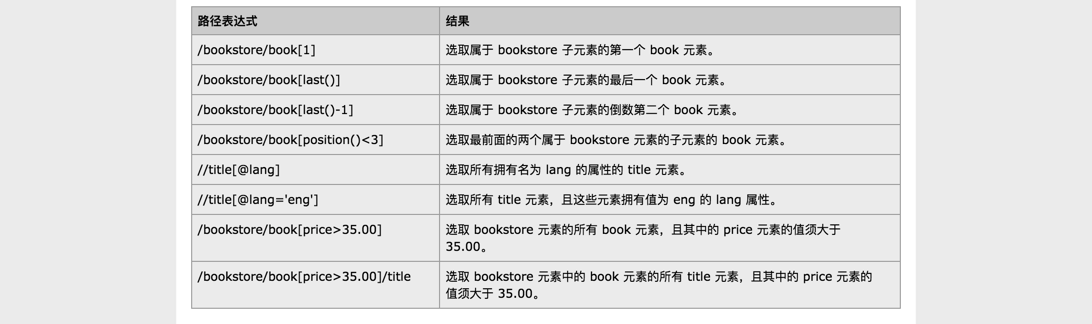 路径表达式 结果
/bookstore/book[1] 选取属于 bookstore 子元素的第一个 book 元素。
/bookstore/book[last()] 选取属于 bookstore 子元素的最后一个 book 元素。
/bookstore/book[last()-1] 选取属于 bookstore 子元素的倒数第二个 book 元素。
/bookstore/book[position()<3] 选取最前面的两个属于 bookstore 元素的子元素的 book 元素。
//title[@lang] 选取所有拥有名为 lang 的属性的 title 元素。
//title[@lang='eng'] 选取所有 title 元素，且这些元素拥有值为 eng 的 lang 属性。
/bookstore/book[price>35.00] 选取 bookstore 元素的所有 book 元素，且其中的 price 元素的值须大于
35.00。
/bookstore/book[price>35.00]/title 选取 bookstore 元素中的 book 元素的所有 title 元素，且其中的 price 元素的
值须大于 35.00。